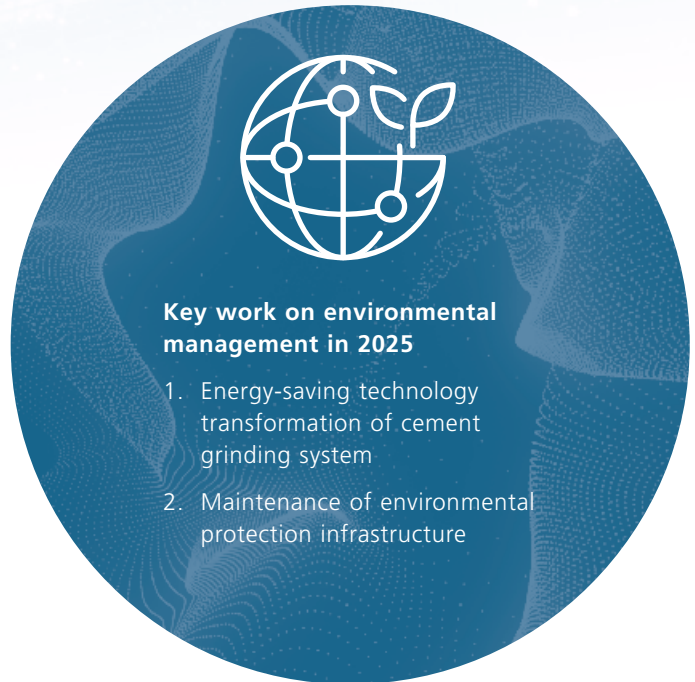 Key work on environmental
management in 2025
1. Energy-saving technology
transformation of cement
grinding system
2. Maintenance of environmental
protection infrastructure